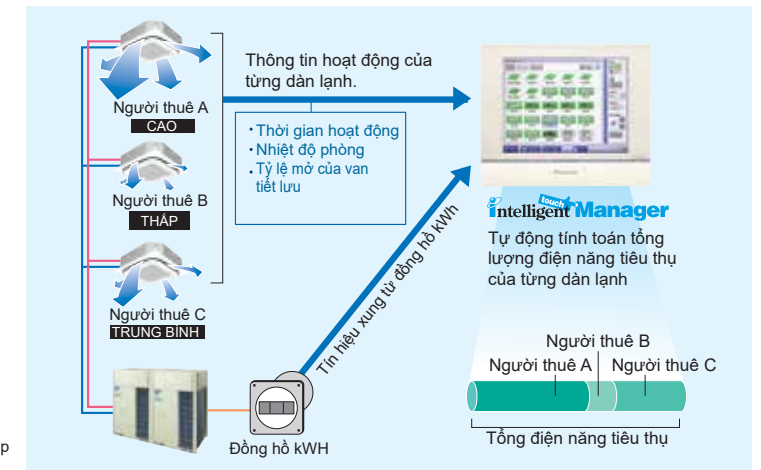 Thông tin hoạt động của
từng dàn lạnh.
Người thuê A
CAO
· Thời gian hoạt động
· Nhiệt độ phòng
· Tỷ lệ mở của van
tiết lưu
Người thuê B
THẤP
Người thuê C
TRUNG BÌNH
Tín hiệu xung từ đồng hồ kWh
Đồng hồ kWH
intelligent touch Manager
Tự động tính toán tổng
lượng điện năng tiêu thụ
của từng dàn lạnh
Người thuê B
Người thuê A
Người thuê C
Tổng điện năng tiêu thụ
p